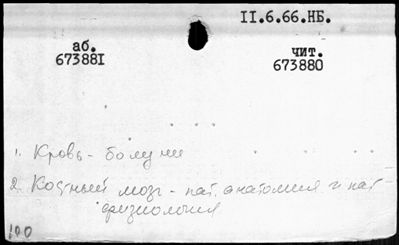 II.6.66.НБ.
аб. чит.
673881 673880
1. Кровь - болезни
2. Костный мозг - пат. анатомия и пат.
физиология
100